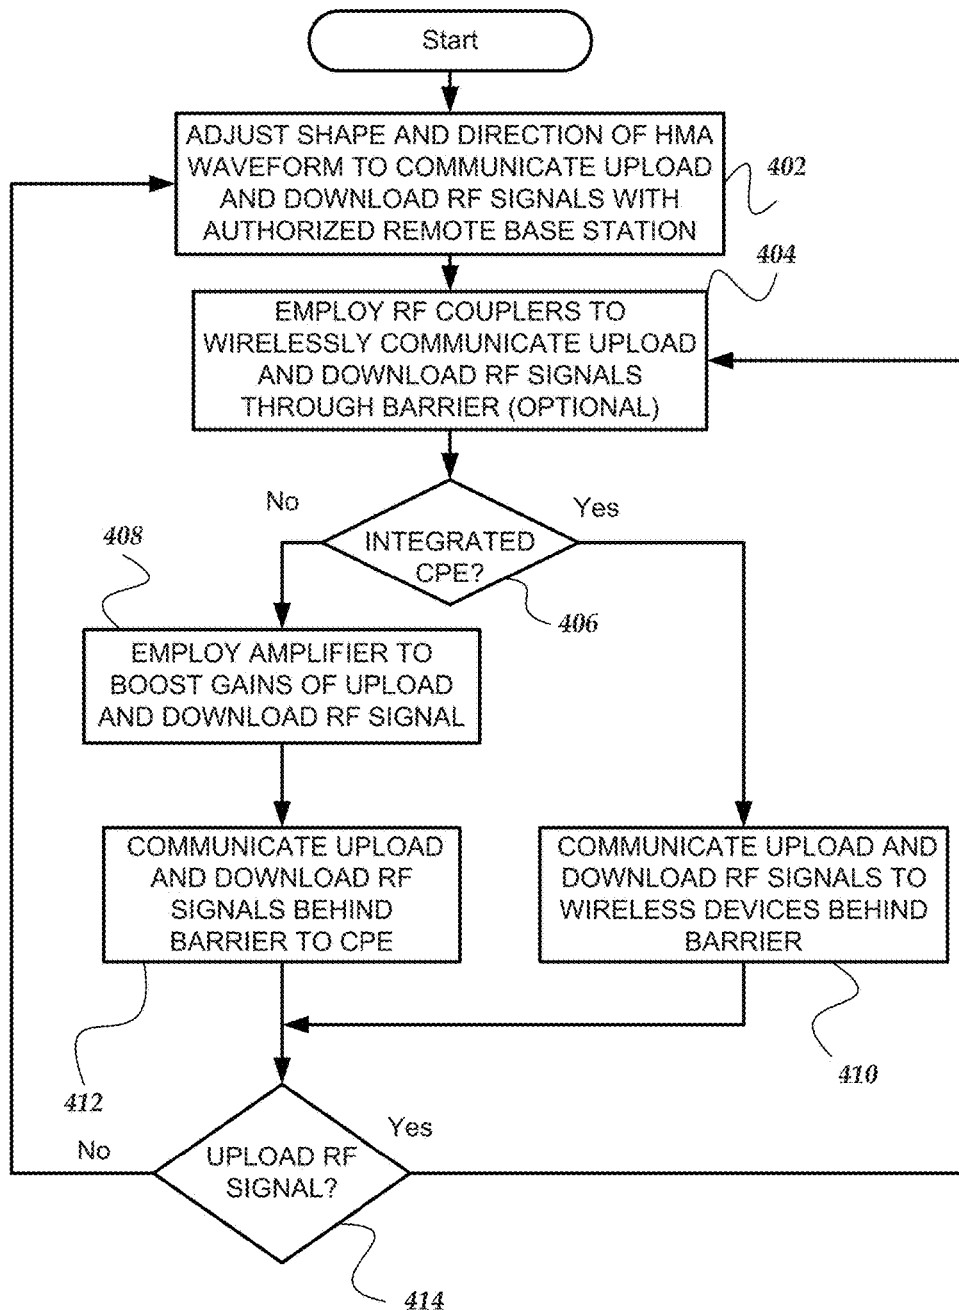 Start
ADJUST SHAPE AND DIRECTION OF HMA
WAVEFORM TO COMMUNICATE UPLOAD
AND DOWNLOAD RF SIGNALS WITH
AUTHORIZED REMOTE BASE STATION
402
404
EMPLOY RF COUPLERS TO
WIRELESSLY COMMUNICATE UPLOAD
AND DOWNLOAD RF SIGNALS
THROUGH BARRIER (OPTIONAL)
No
Yes
INTEGRATED
CPE?
406
408
EMPLOY AMPLIFIER TO
BOOST GAINS OF UPLOAD
AND DOWNLOAD RF SIGNAL
COMMUNICATE UPLOAD
AND DOWNLOAD RF
SIGNALS BEHIND
BARRIER TO CPE
412
COMMUNICATE UPLOAD AND
DOWNLOAD RF SIGNALS TO
WIRELESS DEVICES BEHIND
BARRIER
410
No
Yes
UPLOAD RF
SIGNAL?
414